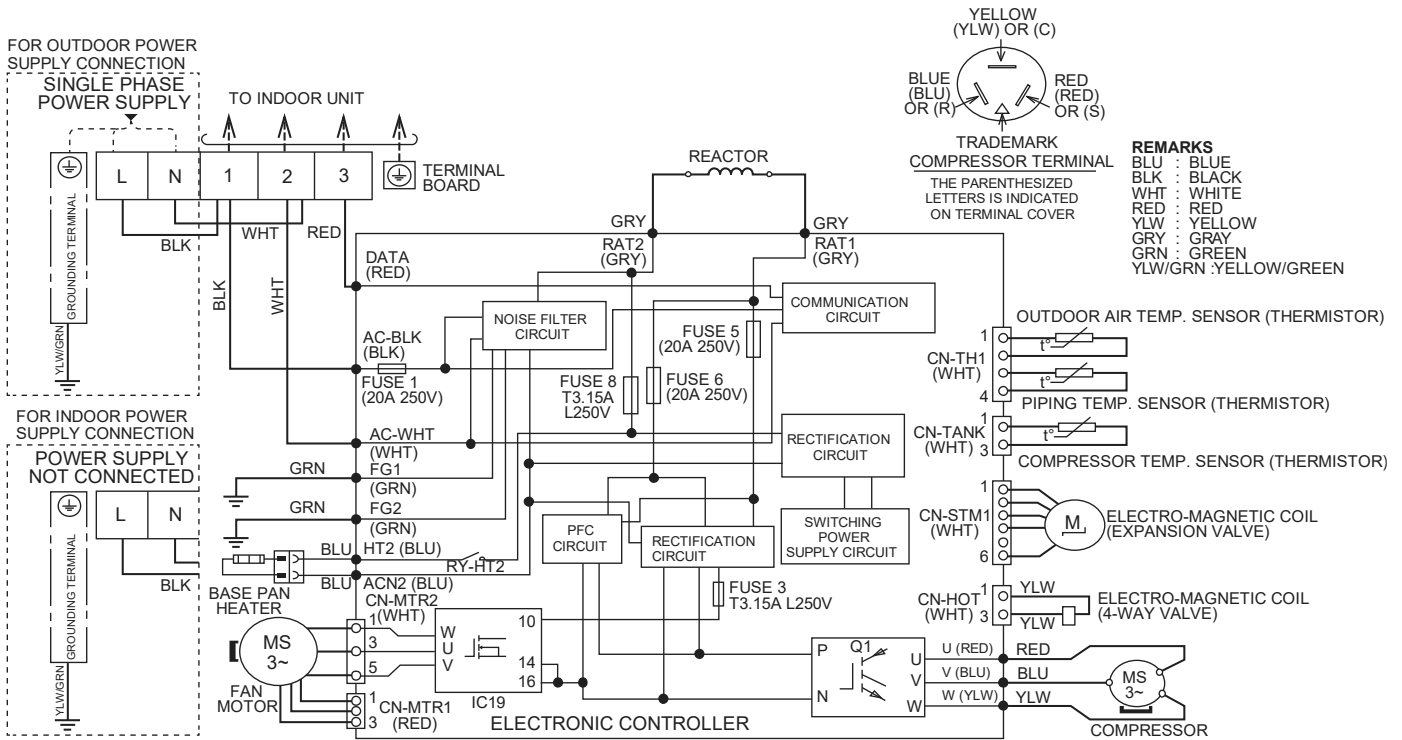 FOR OUTDOOR POWER
SUPPLY CONNECTION
SINGLE PHASE
POWER SUPPLY
GROUNDING TERMINAL
YLW/GRN
TO INDOOR UNIT
L
N
1
2
3
TERMINAL
BOARD
BLK
WHT
RED
BLK
WHT
FOR INDOOR POWER
SUPPLY CONNECTION
POWER SUPPLY
NOT CONNECTED
GROUNDING TERMINAL
YLW/GRN
L
N
BLK
REACTOR
GRY
GRY
RAT2
(GRY)
RAT1
(GRY)
DATA
(RED)
NOISE FILTER
CIRCUIT
COMMUNICATION
CIRCUIT
AC-BLK
(BLK)
FUSE 1
(20A 250V)
FUSE 5
(20A 250V)
FUSE 8
T3.15A
L250V
FUSE 6
(20A 250V)
AC-WHT
(WHT)
GRN
FG1
(GRN)
GRN
FG2
(GRN)
RECTIFICATION
CIRCUIT
SWITCHING
POWER
SUPPLY CIRCUIT
PFC
CIRCUIT
RECTIFICATION
CIRCUIT
BLU
HT2 (BLU)
RY-HT2
BLU
ACN2 (BLU)
BASE PAN
HEATER
CN-MTR2
(WHT)
1
3
5
MS
3~
FAN
MOTOR
1
3
CN-MTR1
(RED)
W
U
V
10
14
16
IC19
FUSE 3
T3.15A L250V
ELECTRONIC CONTROLLER
P
N
Q1
U
V
W
U (RED)
V (BLU)
W (YLW)
RED
BLU
YLW
MS
3~
COMPRESSOR
YELLOW
(YLW) OR (C)
BLUE
(BLU)
OR (R)
RED
(RED)
OR (S)
TRADEMARK
COMPRESSOR TERMINAL
THE PARENTHESIZED
LETTERS IS INDICATED
ON TERMINAL COVER
REMARKS
BLU : BLUE
BLK : BLACK
WHT : WHITE
RED : RED
YLW : YELLOW
GRY : GRAY
GRN : GREEN
YLW/GRN :YELLOW/GREEN
OUTDOOR AIR TEMP. SENSOR (THERMISTOR)
CN-TH1
(WHT)
1
4
t°
t°
PIPING TEMP. SENSOR (THERMISTOR)
CN-TANK
(WHT)
1
3
t°
COMPRESSOR TEMP. SENSOR (THERMISTOR)
CN-STM1
(WHT)
1
6
M
ELECTRO-MAGNETIC COIL
(EXPANSION VALVE)
CN-HOT
(WHT)
1
3
YLW
YLW
ELECTRO-MAGNETIC COIL
(4-WAY VALVE)